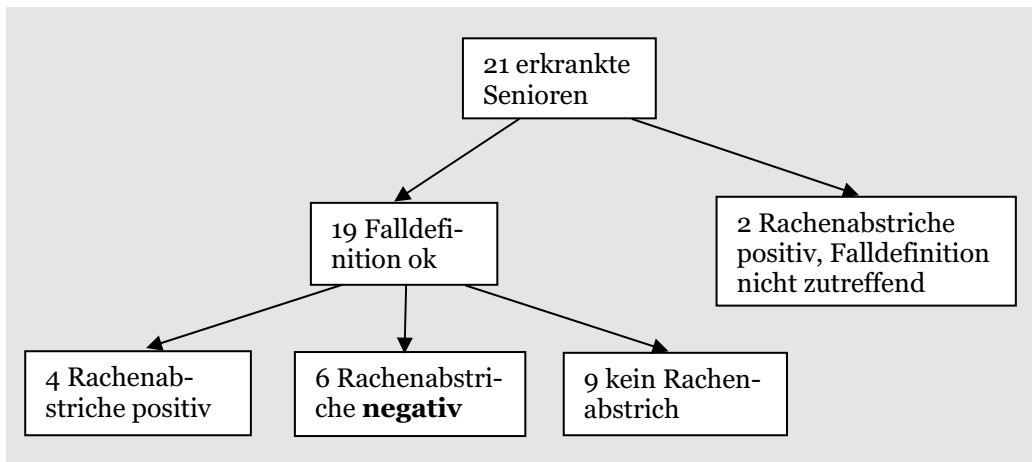 21 erkrankte
Senioren
19 Falldefi-
nition ok
2 Rachenabstriche
positiv, Falldefinition
nicht zutreffend
4 Rachenab-
striche positiv
6 Rachenabstri-
che negativ
9 kein Rachen-
abstrich